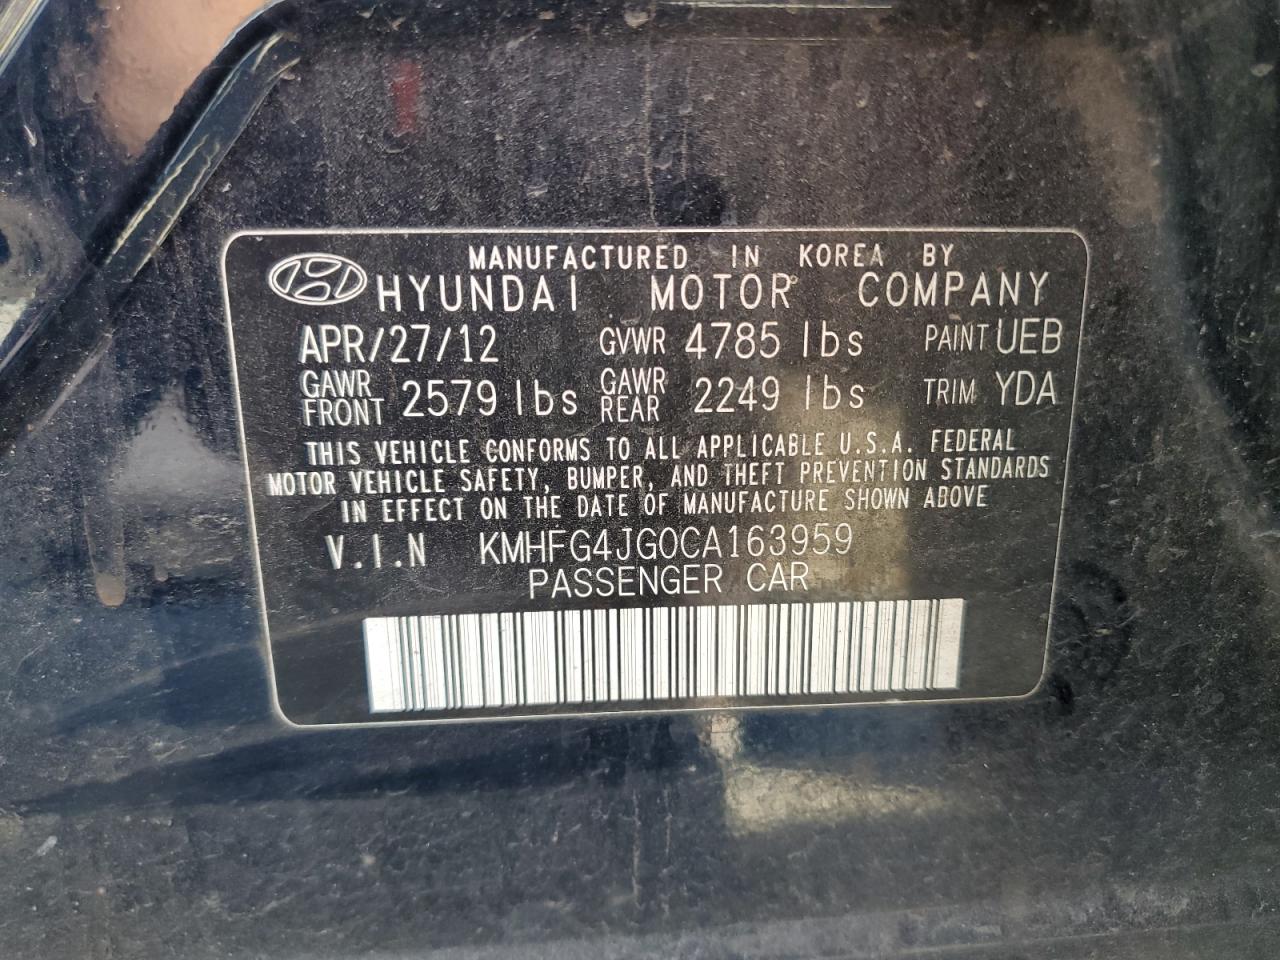 MANUFACTURED IN KOREA BY
HYUNDAI MOTOR COMPANY
APR/27/12 GVWR 4785 lbs PAINT UEB
GAWR FRONT 2579 lbs GAWR REAR 2249 lbs TRIM YDA
THIS VEHICLE CONFORMS TO ALL APPLICABLE U.S.A. FEDERAL
MOTOR VEHICLE SAFETY, BUMPER, AND THEFT PREVENTION STANDARDS
IN EFFECT ON THE DATE OF MANUFACTURE SHOWN ABOVE
V.I.N KMHFG4JG0CA163959
PASSENGER CAR